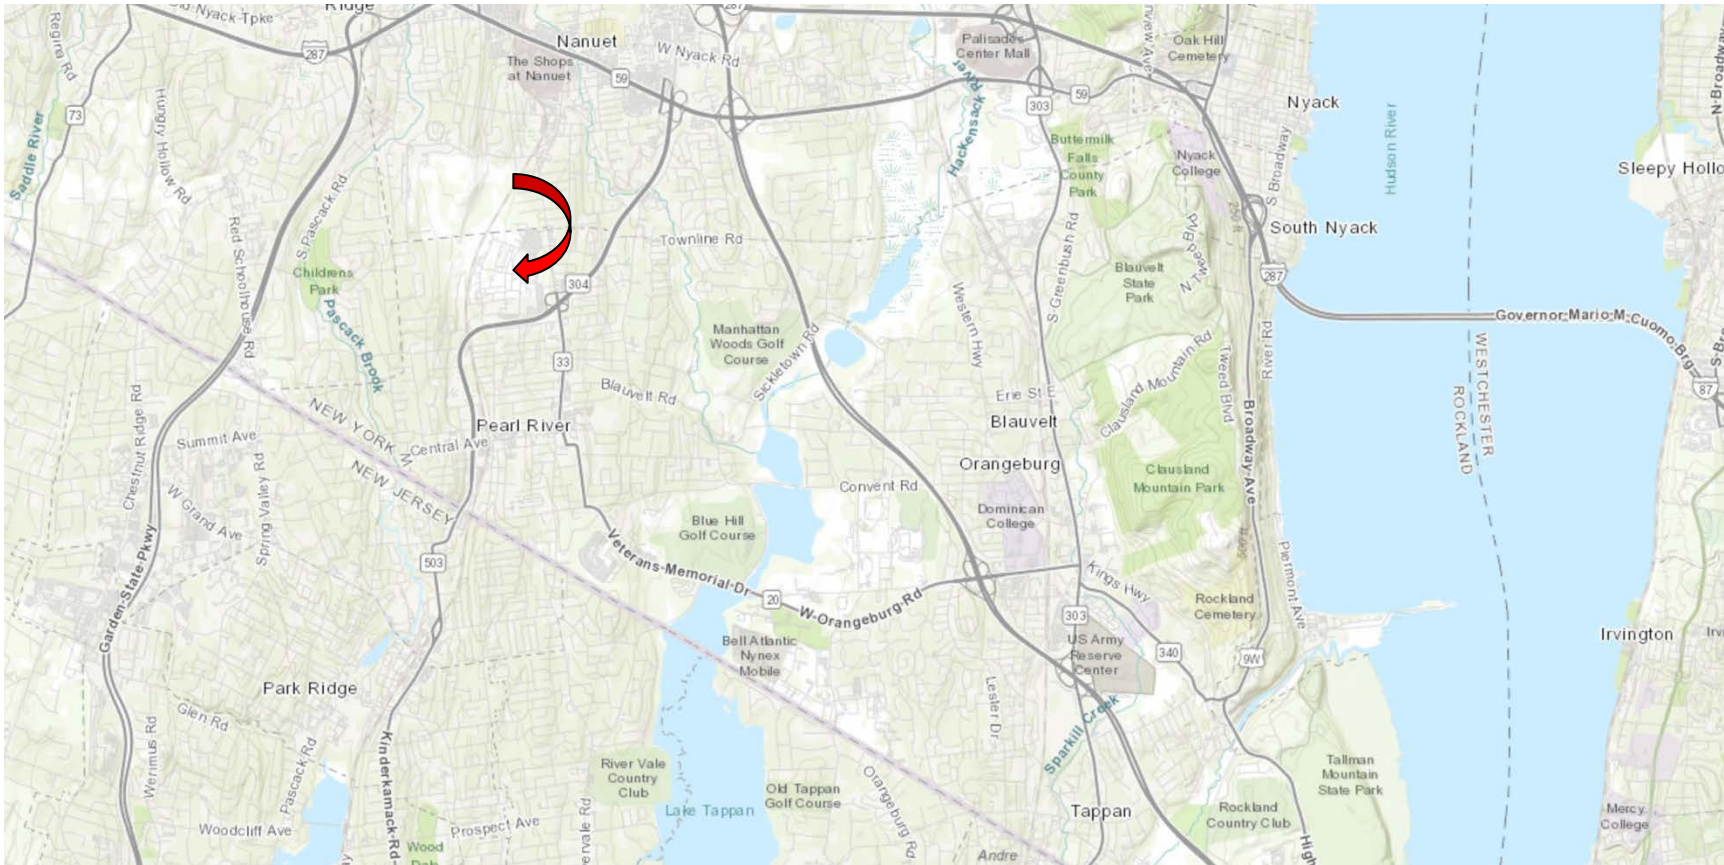 Ridge
Old Nyack Tpke
287
Regina Rd
287
Nanuet
The Shops
at Nanuet
W Nyack Rd
59
Palisades
Center Mall
Oak Hill
Cemetery
N Broadway
73
Saddle River
Hungry Hollow Rd
303
59
Nyack
Hackensack River
Buttermilk
Falls
County
Park
Nyack
College
S Broadway
Hudson River
Sleepy Hollo
S Pascack Rd
Red Schoolhouse Rd
Townline Rd
250 ft
South Nyack
N Tweed Blvd
Childrens
Park
304
S Greenbush Rd
Blauvelt
State
Park
287
Pascack Brook
Western Hwy
Governor Mario M Cuomo Brg
Manhattan
Woods Golf
Course
Sickletown Rd
33
Clausland Mountain Rd
Tweed Blvd
River Rd
WESTCHESTER
ROCKLAND
87
Blauvelt Rd
Erie St E
Chestnut Ridge Rd
NEW YORK
NEW JERSEY
Pearl River
Central Ave
Blauvelt
Broadway Ave
Summit Ave
Orangeburg
Clausland
Mountain Park
Convent Rd
Spring Valley Rd
W Grand Ave
Dominican
College
Blue Hill
Golf Course
500 ft
Garden State Pkwy
503
Veterans Memorial Dr
20
W Orangeburg Rd
Kings Hwy
Piermont Ave
Rockland
Cemetery
303
Bell Atlantic
Nynex
Mobile
US Army
Reserve
Center
340
9W
Irvington
Park Ridge
Glen Rd
Lester Dr
Sparkill Creek
Werimus Rd
Pascack Rd
Kinderkamack Rd
River Vale
Country
Club
Old Tappan
Golf Course
Lake Tappan
Orangeburg Rd
Tappan
Tallman
Mountain
State Park
Rockland
Country Club
Mercy
College
Woodcliff Ave
Prospect Ave
Wood
Andre